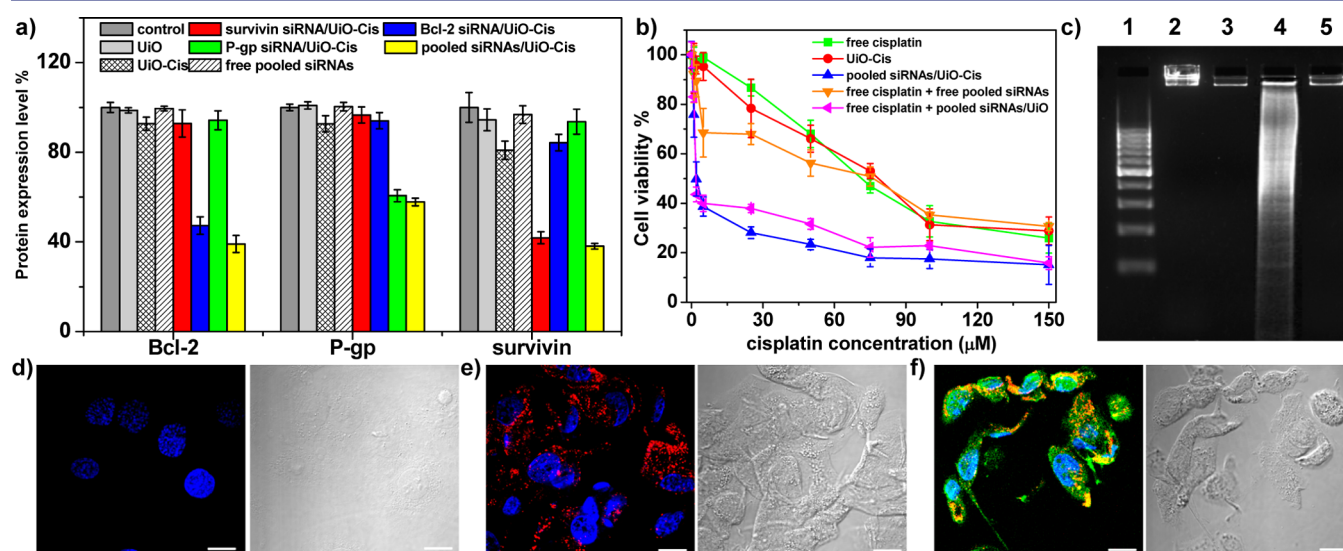 a)
control
survivin siRNA/UiO-Cis
Bcl-2 siRNA/UiO-Cis
UiO
P-gp siRNA/UiO-Cis
pooled siRNAs/UiO-Cis
UiO-Cis
free pooled siRNAs
Protein expression level %
120
80
40
0
Bcl-2
P-gp
survivin
b)
free cisplatin
UiO-Cis
pooled siRNAs/UiO-Cis
free cisplatin + free pooled siRNAs
free cisplatin + pooled siRNAs/UiO
Cell viability %
100
80
60
40
20
0
0 30 60 90 120 150
cisplatin concentration (μM)
c)
1 2 3 4 5
d)
e)
f)